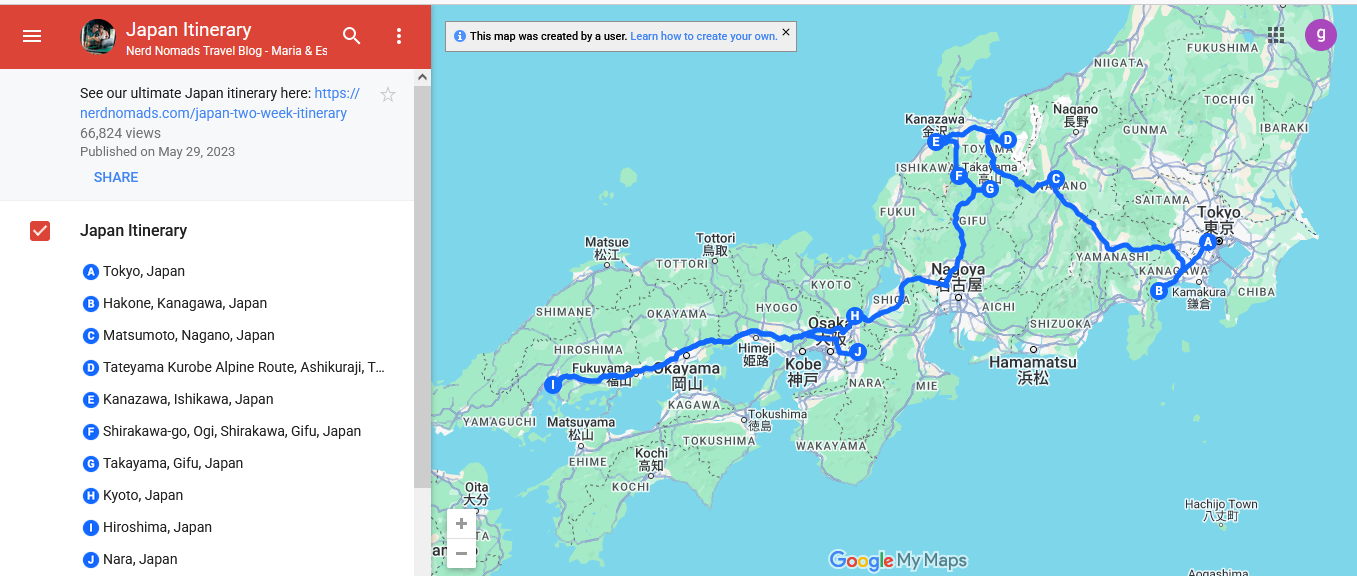 Japan Itinerary
Nerd Nomads Travel Blog - Maria & Es
See our ultimate Japan itinerary here: https://
nerdnomads.com/japan-two-week-itinerary
66,824 views
Published on May 29, 2023
SHARE
Japan Itinerary
A Tokyo, Japan
B Hakone, Kanagawa, Japan
C Matsumoto, Nagano, Japan
D Tateyama Kurobe Alpine Route, Ashikuraji, T...
E Kanazawa, Ishikawa, Japan
F Shirakawa-go, Ogi, Shirakawa, Gifu, Japan
G Takayama, Gifu, Japan
H Kyoto, Japan
I Hiroshima, Japan
J Nara, Japan
This map was created by a user. Learn how to create your own.
g
FUKUSHIMA
NIIGATA
TOCHIGI
Nagano
長野
GUNMA
IBARAKI
Kanazawa
金沢
E
D
TOYAMA
ISHIKAWA
Takayama
高山
F
G
C
NAGANO
SAITAMA
FUKUI
GIFU
Tokyo
東京
A
YAMANASHI
KANAGAWA
B
Kamakura
鎌倉
CHIBA
Matsue
松江
Tottori
鳥取
TOTTORI
KYOTO
Nagoya
名古屋
SHIGA
AICHI
SHIZUOKA
SHIMANE
OKAYAMA
HYOGO
H
Osaka
大阪
J
HIROSHIMA
Himeji
姫路
Kobe
神戸
NARA
MIE
Hamamatsu
浜松
Fukuyama
福山
Okayama
岡山
I
KAGAWA
Tokushima
徳島
YAMAGUCHI
Matsuyama
松山
TOKUSHIMA
WAKAYAMA
EHIME
Kochi
高知
KOCHI
Oita
大分
Hachijo Town
八丈町
Aogashima
+
−
Google My Maps